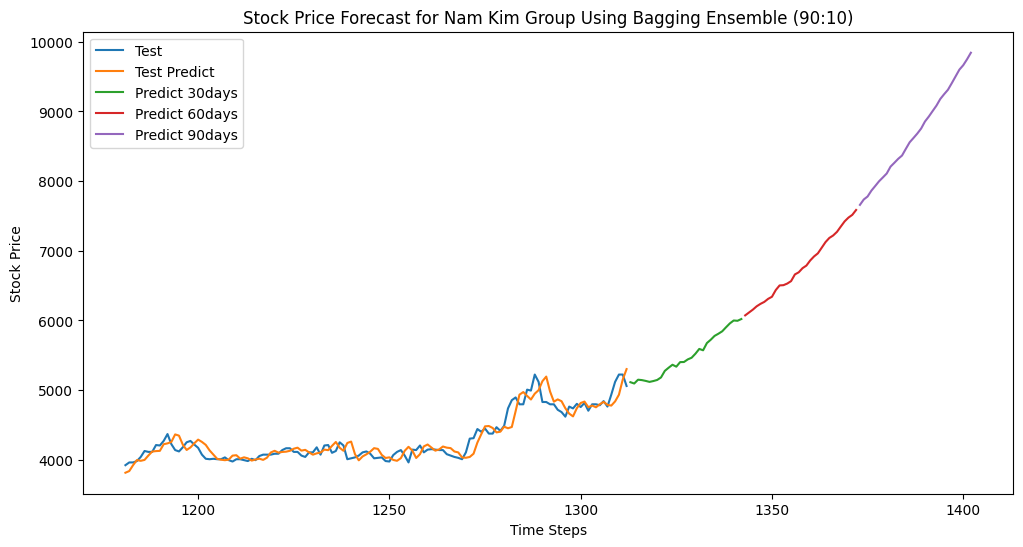 Stock Price Forecast for Nam Kim Group Using Bagging Ensemble (90:10)
Test
Test Predict
Predict 30days
Predict 60days
Predict 90days
Stock Price
10000
9000
8000
7000
6000
5000
4000
1200
1250
1300
1350
1400
Time Steps